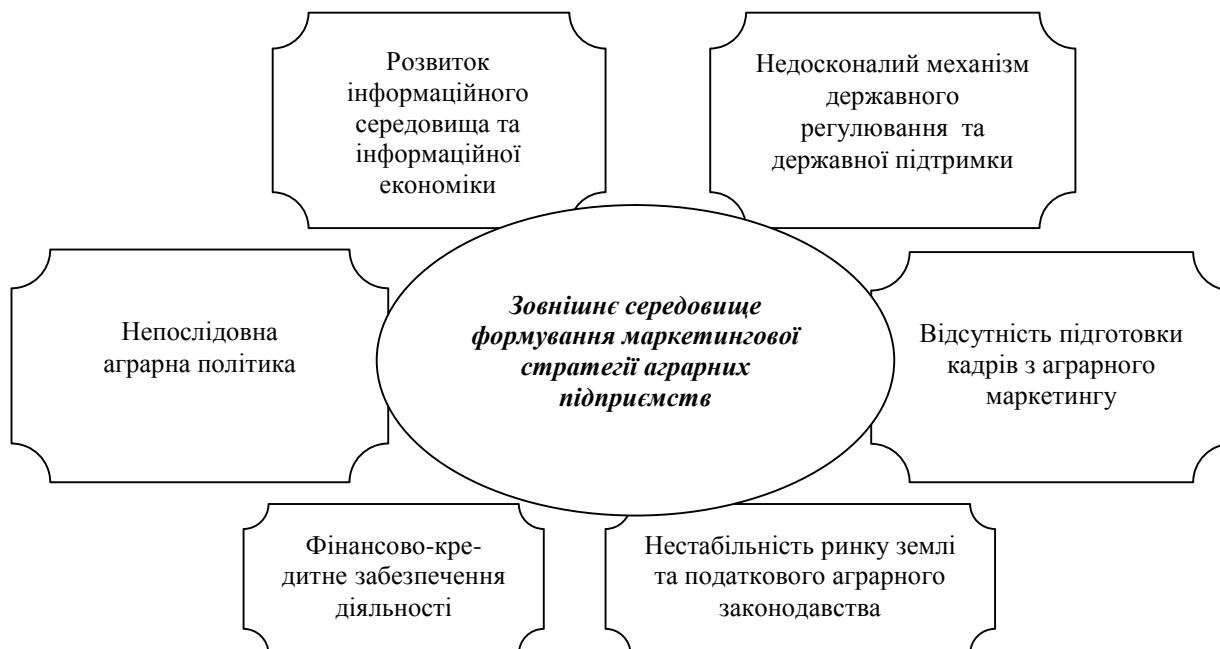 Розвиток
інформаційного
середовища та
інформаційної
економіки
Недосконалий механізм
державного
регулювання та
державної підтримки
Непослідовна
аграрна політика
Зовнішнє середовище
формування маркетингової
стратегії аграрних
підприємств
Відсутність підготовки
кадрів з аграрного
маркетингу
Фінансово-кре-
дитне забезпечення
діяльності
Нестабільність ринку землі
та податкового аграрного
законодавства